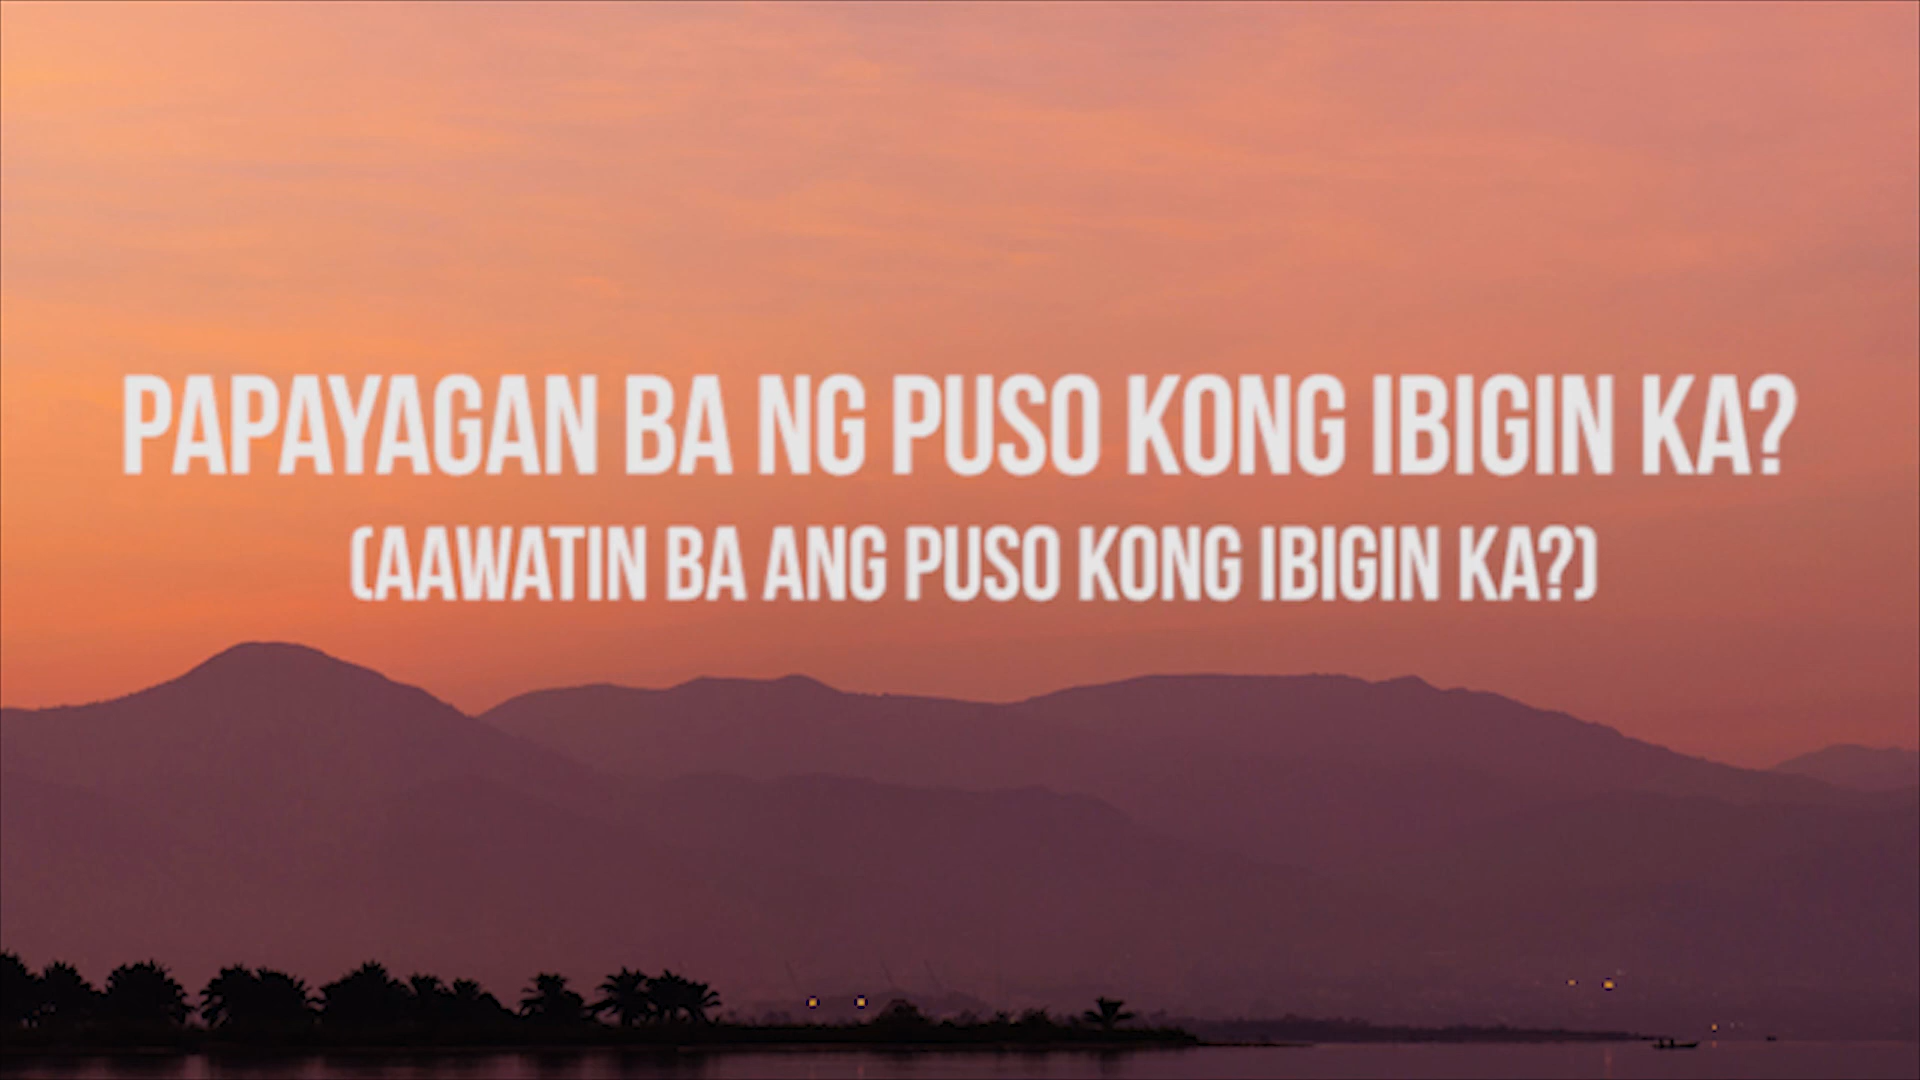 PAPAYAGAN BA NG PUSO KONG IBIGIN KA?
(AAWATIN BA ANG PUSO KONG IBIGIN KA?)